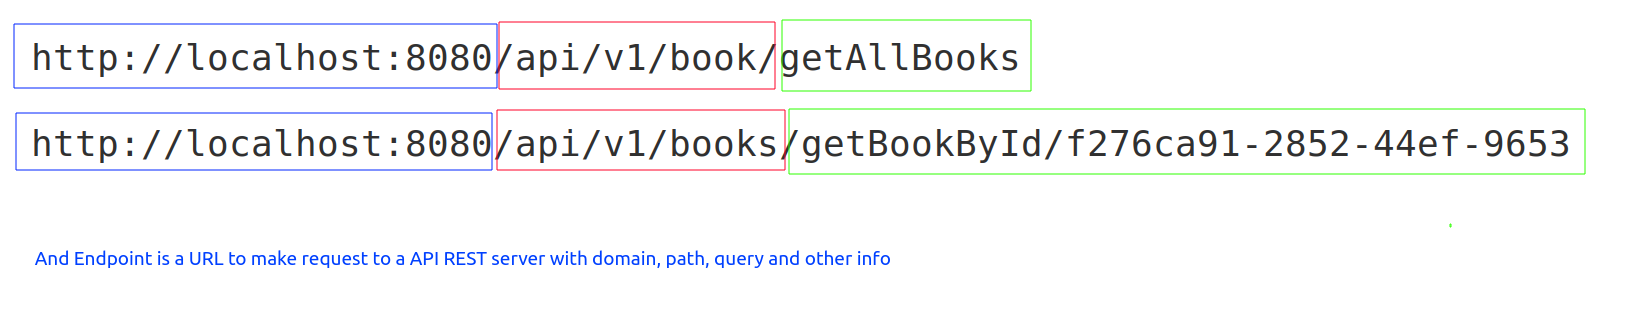 http://localhost:8080/api/v1/book/getAllBooks
http://localhost:8080/api/v1/books/getBookById/f276ca91-2852-44ef-9653
And Endpoint is a URL to make request to a API REST server with domain, path, query and other info